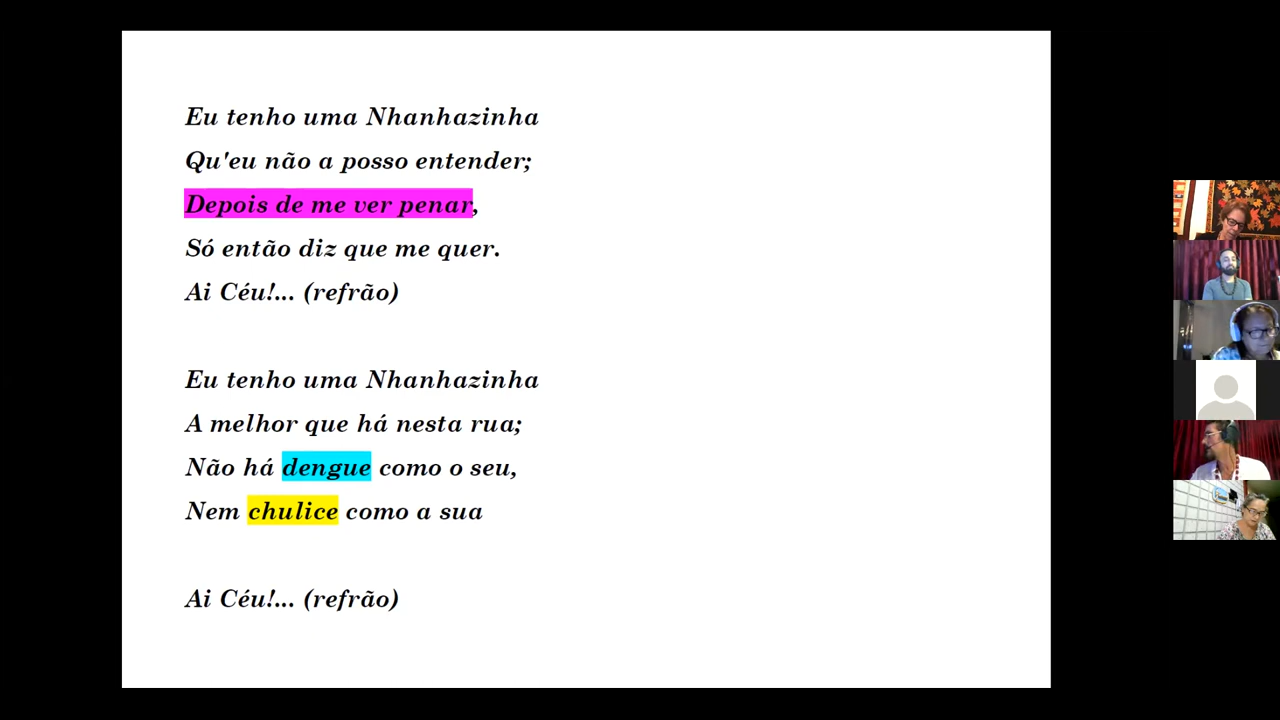 Eu tenho uma Nhanhazinha
Qu'eu não a posso entender;
Depois de me ver penar,
Só então diz que me quer.
Ai Céu!... (refrão)
Eu tenho uma Nhanhazinha
A melhor que há nesta rua;
Não há dengue como o seu,
Nem chulice como a sua
Ai Céu!... (refrão)